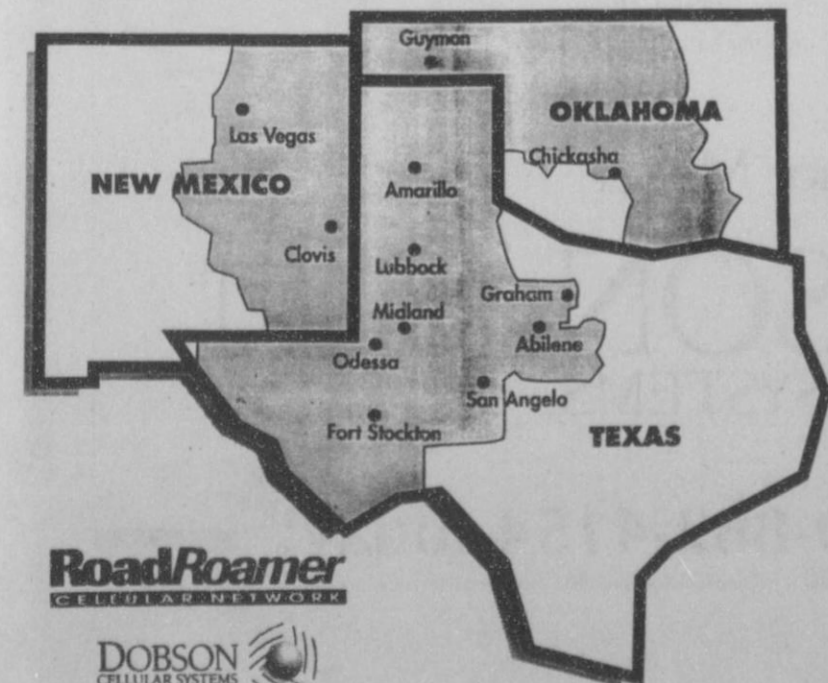 Guymon
OKLAHOMA
Las Vegas
Chickasha
NEW MEXICO
Amarillo
Clovis
Lubbock
Graham
Midland
Abilene
Odessa
San Angelo
Fort Stockton
TEXAS
RoadRoamer
CELLULAR NETWORK
DOBSON
CELLULAR SYSTEMS